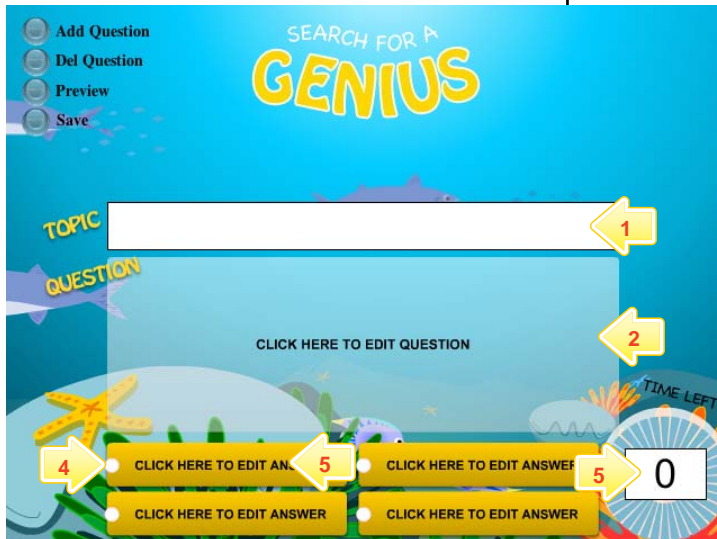 Add Question
Del Question
Preview
Save
SEARCH FOR A
GENIUS
TOPIC
1
QUESTION
CLICK HERE TO EDIT QUESTION
2
TIME LEFT
4
CLICK HERE TO EDIT ANS
5
CLICK HERE TO EDIT ANSWER
5
0
CLICK HERE TO EDIT ANSWER
CLICK HERE TO EDIT ANSWER